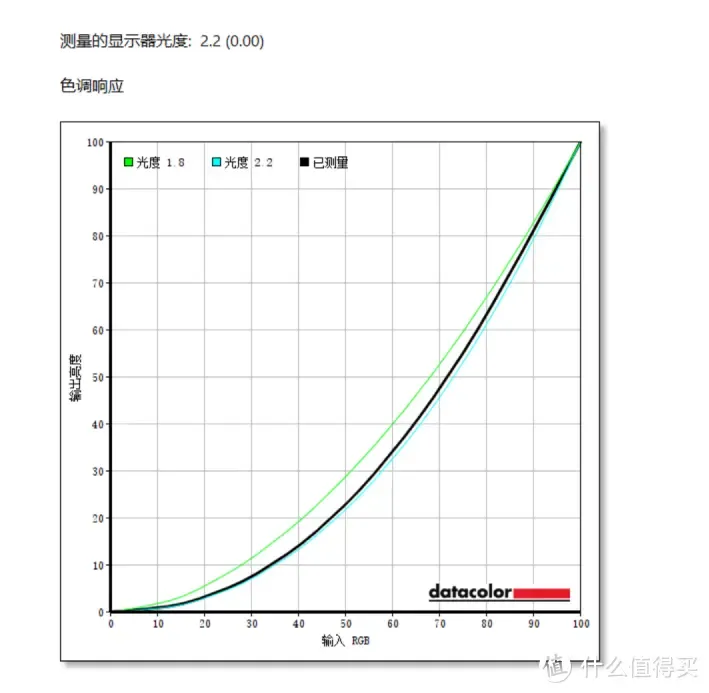 测量的显示器光度: 2.2 (0.00)
色调响应
光度 1.8
光度 2.2
已测量
100
90
80
70
60
50
40
30
20
10
0
输出亮度
datacolor
0 10 20 30 40 50 60 70 80 90 100
输入 RGB
值 什么值得买